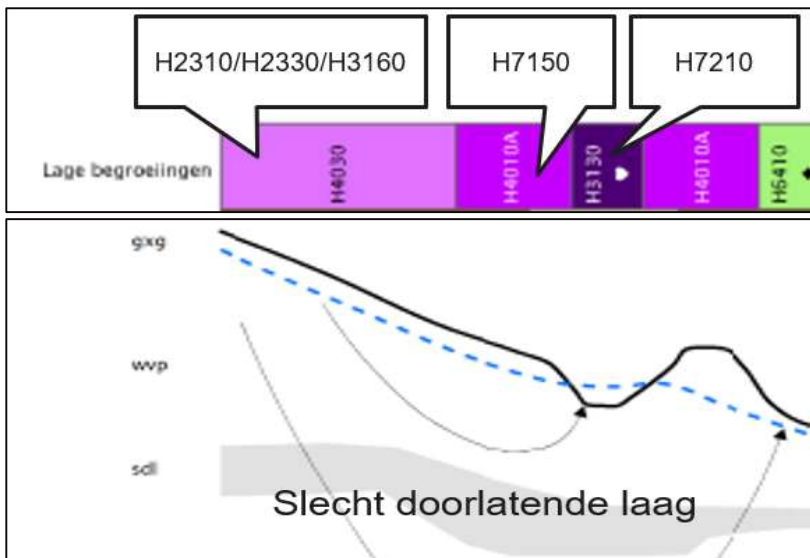 H2310/H2330/H3160
H7150
H7210
Lage begroeiingen
H4030
H4010A
H3130
H4010A
H6410
gxg
wvp
sdl
Slecht doorlatende laag